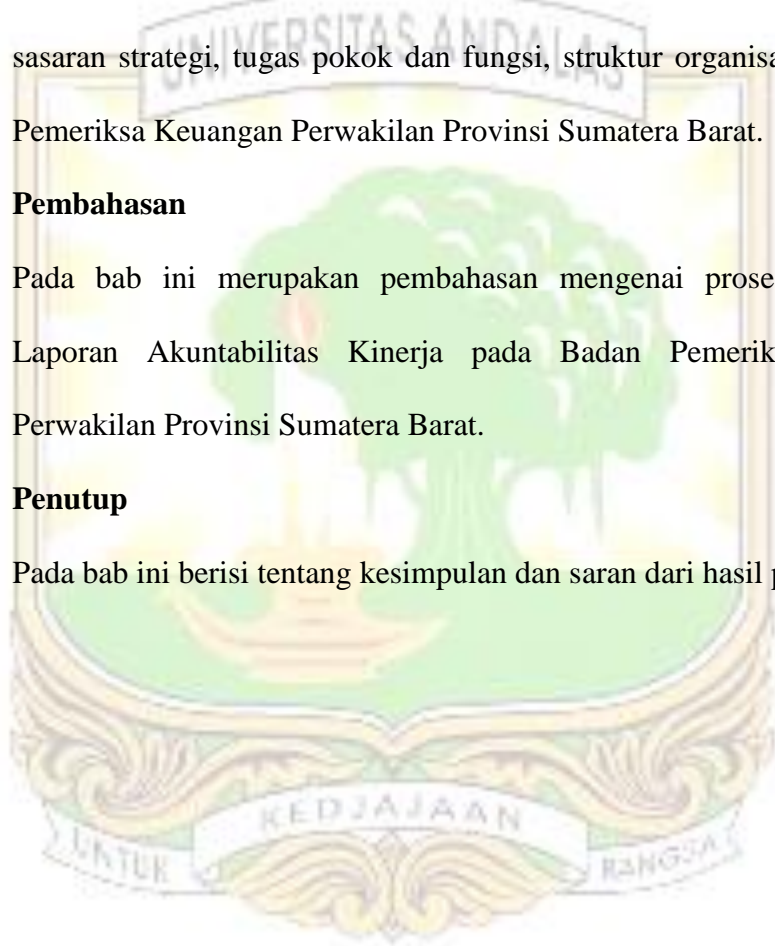 UNIVERSITAS ANDALAS
sasaran strategi, tugas pokok dan fungsi, struktur organisa
Pemeriksa Keuangan Perwakilan Provinsi Sumatera Barat.
Pembahasan
Pada bab ini merupakan pembahasan mengenai prose
Laporan Akuntabilitas Kinerja pada Badan Pemerik
Perwakilan Provinsi Sumatera Barat.
Penutup
Pada bab ini berisi tentang kesimpulan dan saran dari hasil p
UNTUK KEDJAJAAN BANGSA